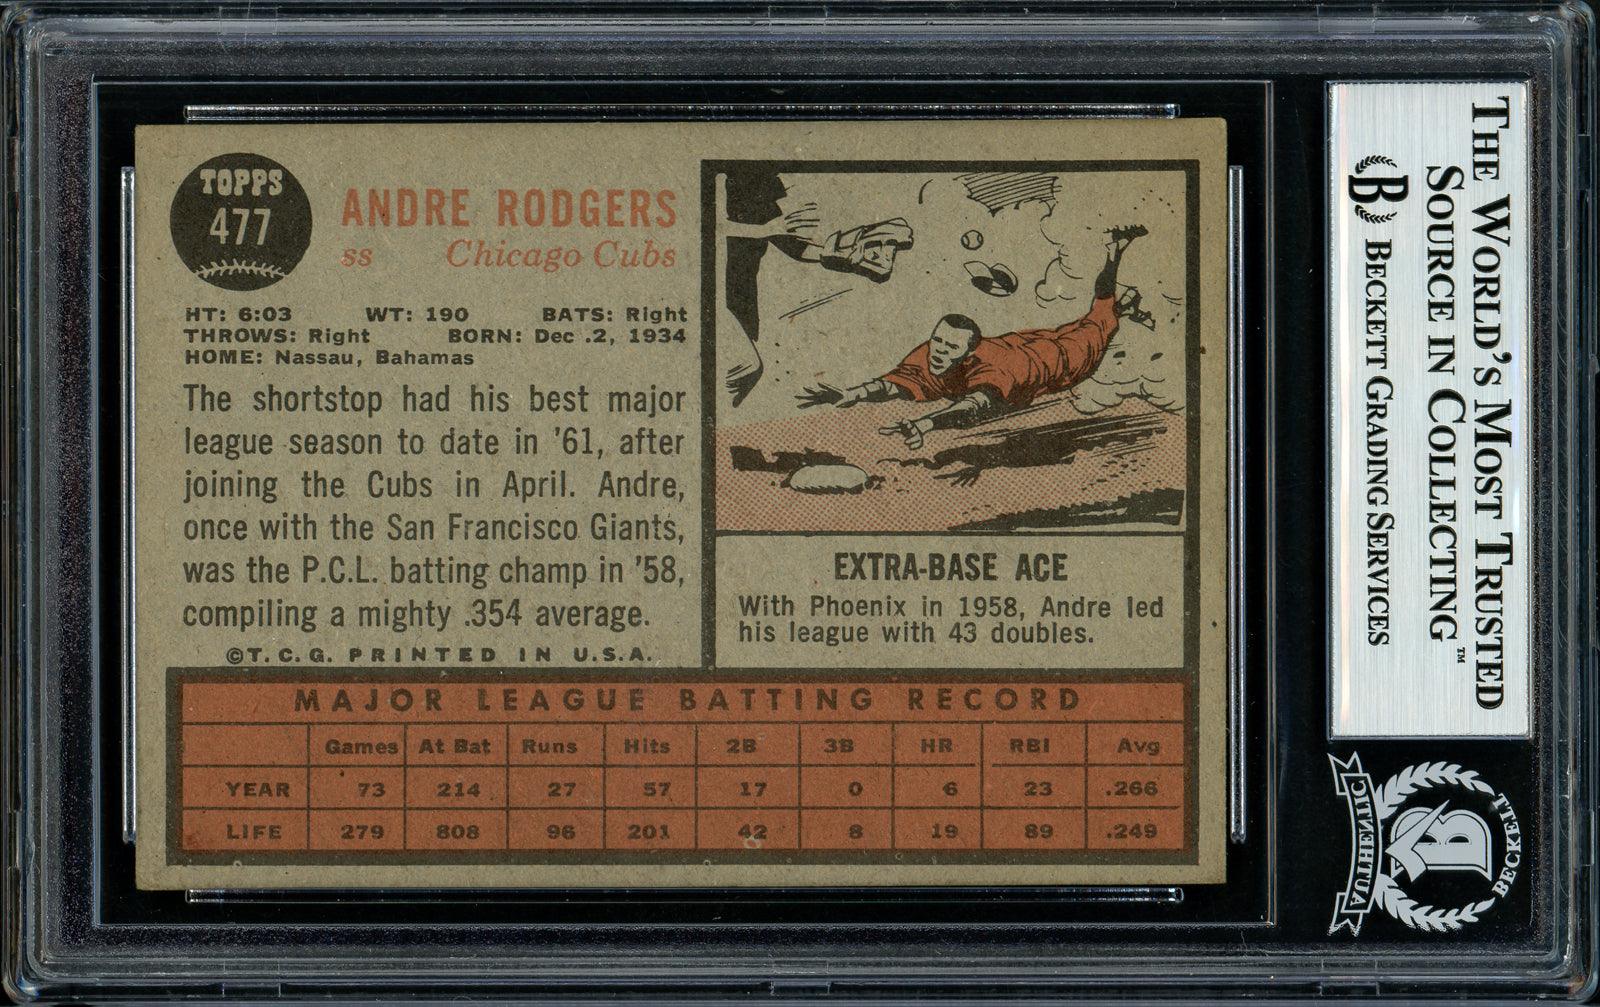 TOPPS
477
ANDRE RODGERS
ss Chicago Cubs
HT: 6:03 WT: 190 BATS: Right
THROWS: Right BORN: Dec .2, 1934
HOME: Nassau, Bahamas
The shortstop had his best major
league season to date in '61, after
joining the Cubs in April. Andre,
once with the San Francisco Giants,
was the P.C.L. batting champ in '58,
compiling a mighty .354 average.
©T.C.G. PRINTED IN U.S.A.
EXTRA-BASE ACE
With Phoenix in 1958, Andre led
his league with 43 doubles.
MAJOR LEAGUE BATTING RECORD
Games At Bat Runs Hits 2B 3B HR RBI Avg
YEAR 73 214 27 57 17 0 6 23 .266
LIFE 279 808 96 201 42 8 19 89 .249
THE WORLD'S MOST TRUSTED
SOURCE IN COLLECTING™
B BECKETT GRADING SERVICES
BECKETT
B
AUTHENTIC